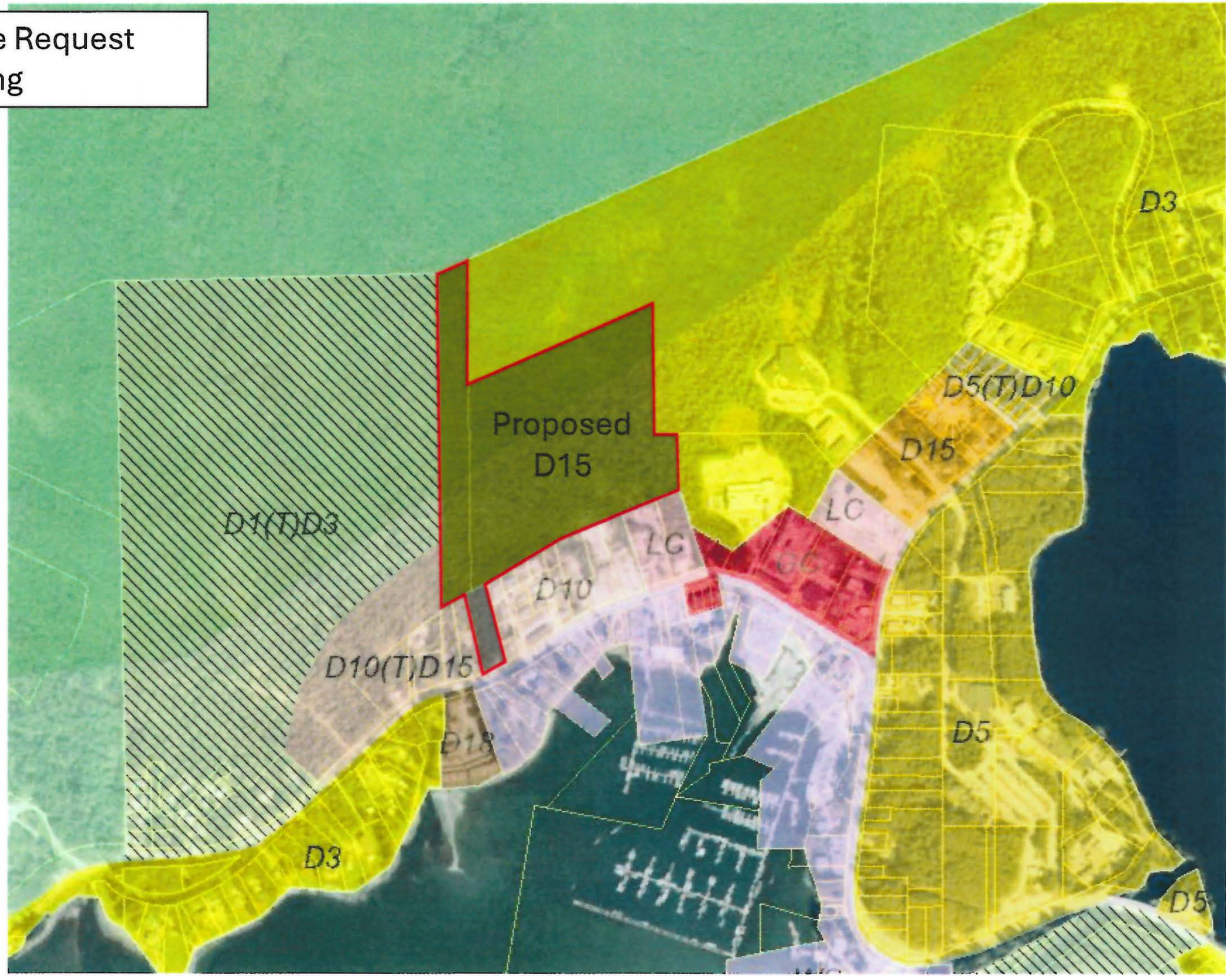 e Request
ng
D3
D5(T)D10
Proposed
D15
D15
LC
D1(T)D3
LC
GC
D10
D10(T)D15
D5
D18
D3
D5